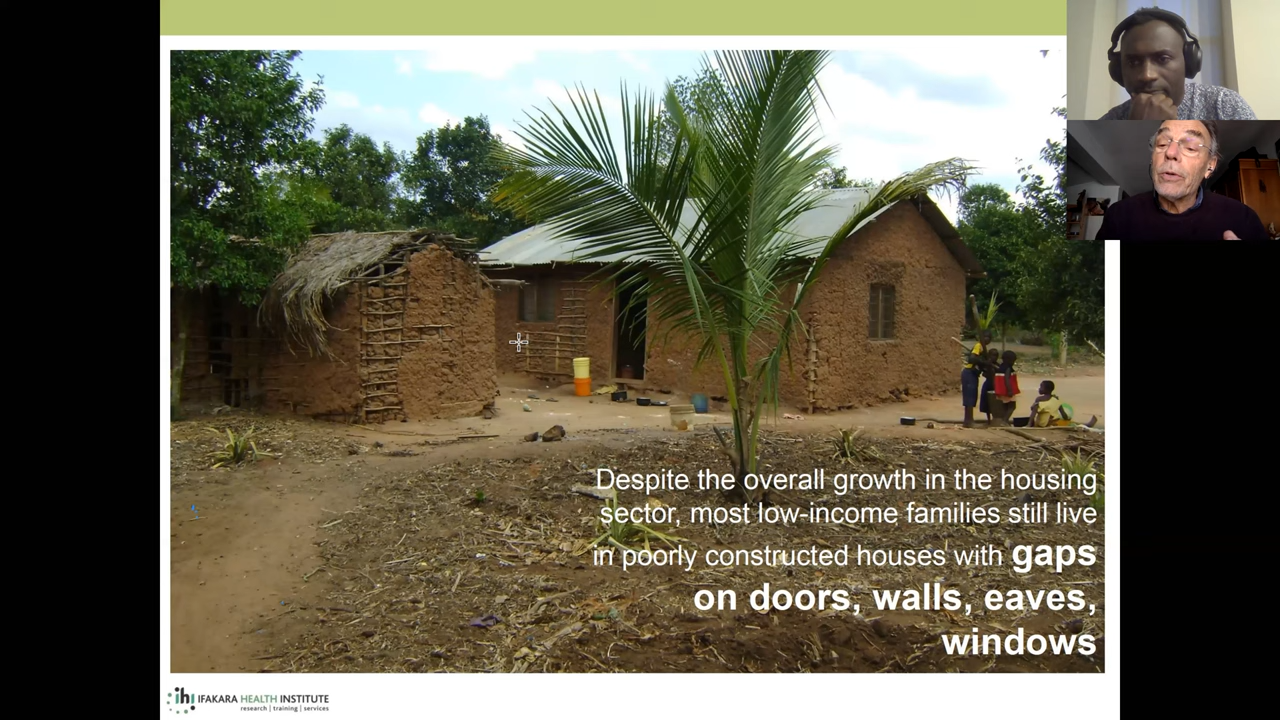 Despite the overall growth in the housing
sector, most low-income families still live
in poorly constructed houses with gaps
on doors, walls, eaves,
windows
ihi IFAKARA HEALTH INSTITUTE
research | training | services